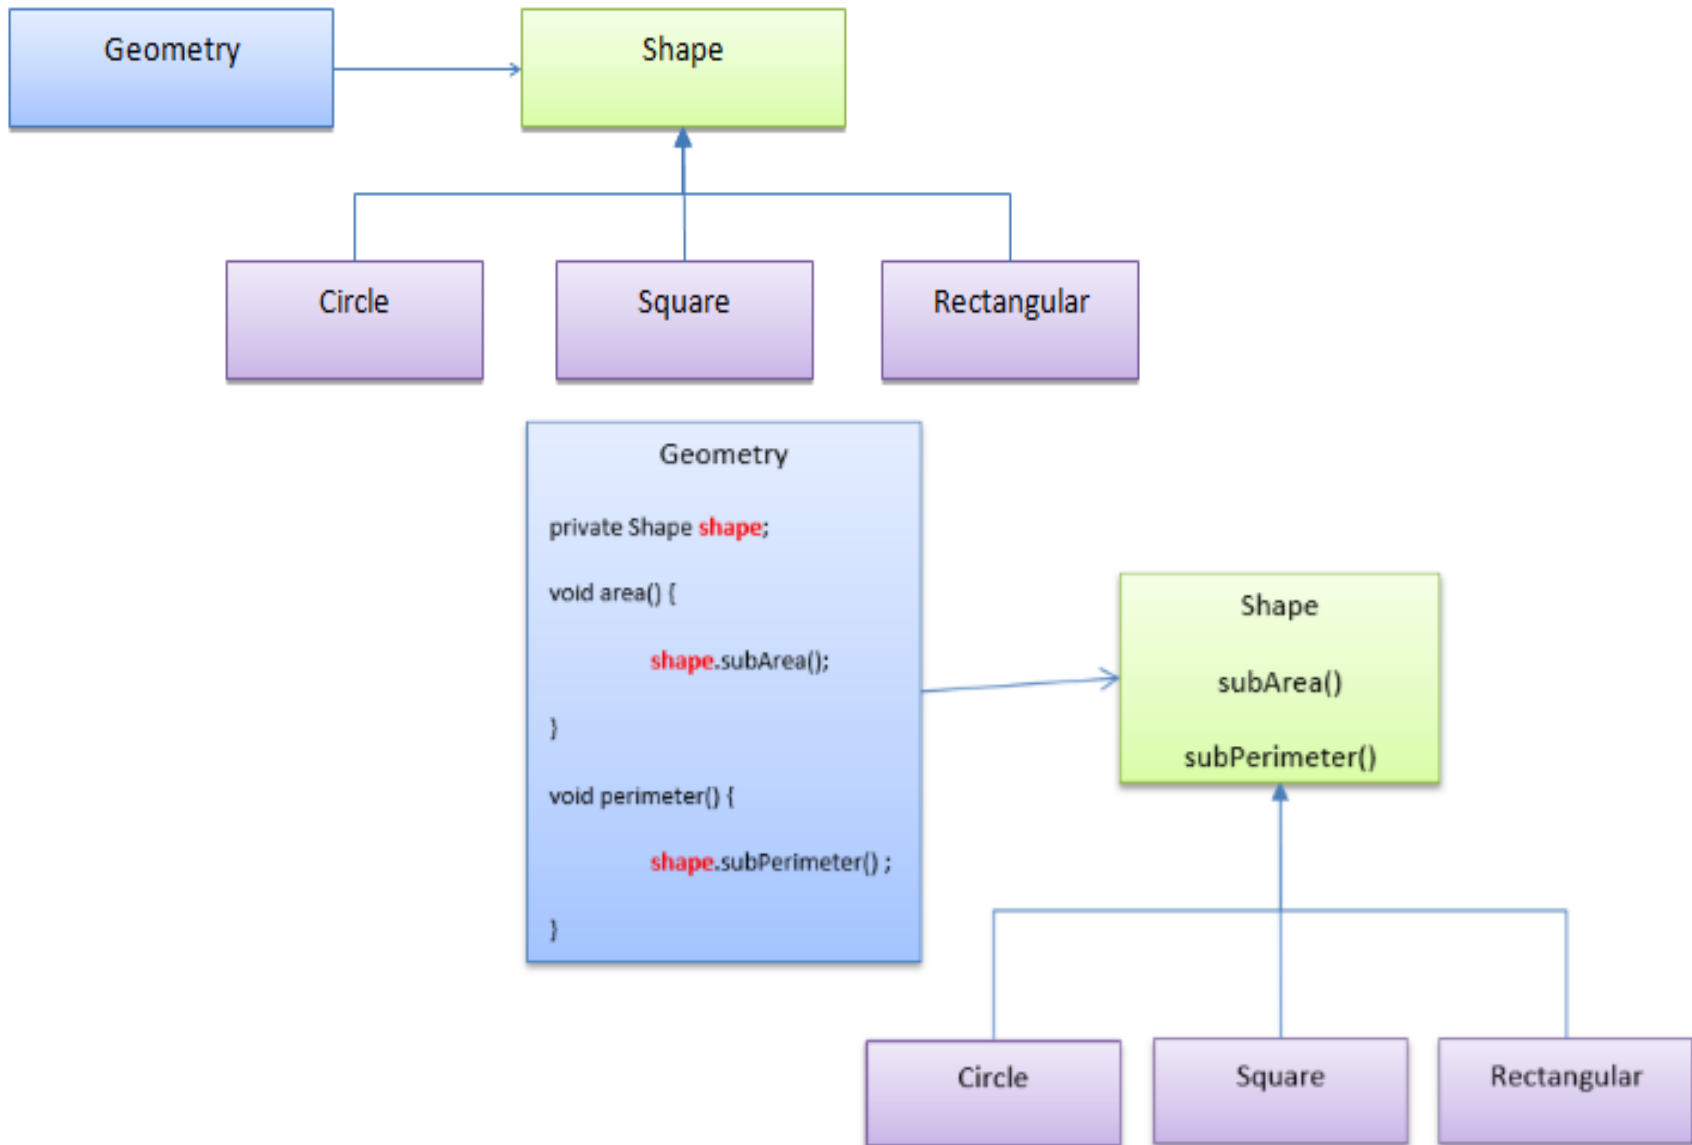 Geometry
Shape
Circle
Square
Rectangular
Geometry
private Shape shape;
void area() {
shape.subArea();
}
void perimeter() {
shape.subPerimeter() ;
}
Shape
subArea()
subPerimeter()
Circle
Square
Rectangular